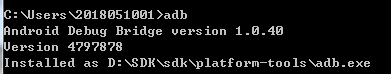 C:\Users\2018051001>adb
Android Debug Bridge version 1.0.40
Version 4797878
Installed as D:\SDK\sdk\platform-tools\adb.exe